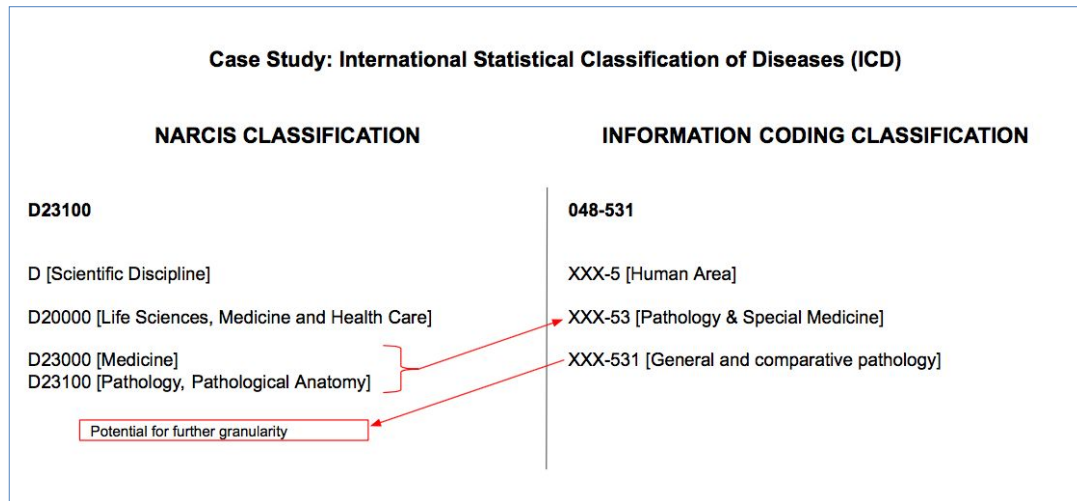 Case Study: International Statistical Classification of Diseases (ICD)
NARCIS CLASSIFICATION
D23100
D [Scientific Discipline]
D20000 [Life Sciences, Medicine and Health Care]
D23000 [Medicine]
D23100 [Pathology, Pathological Anatomy]
Potential for further granularity
INFORMATION CODING CLASSIFICATION
048-531
XXX-5 [Human Area]
XXX-53 [Pathology & Special Medicine]
XXX-531 [General and comparative pathology]